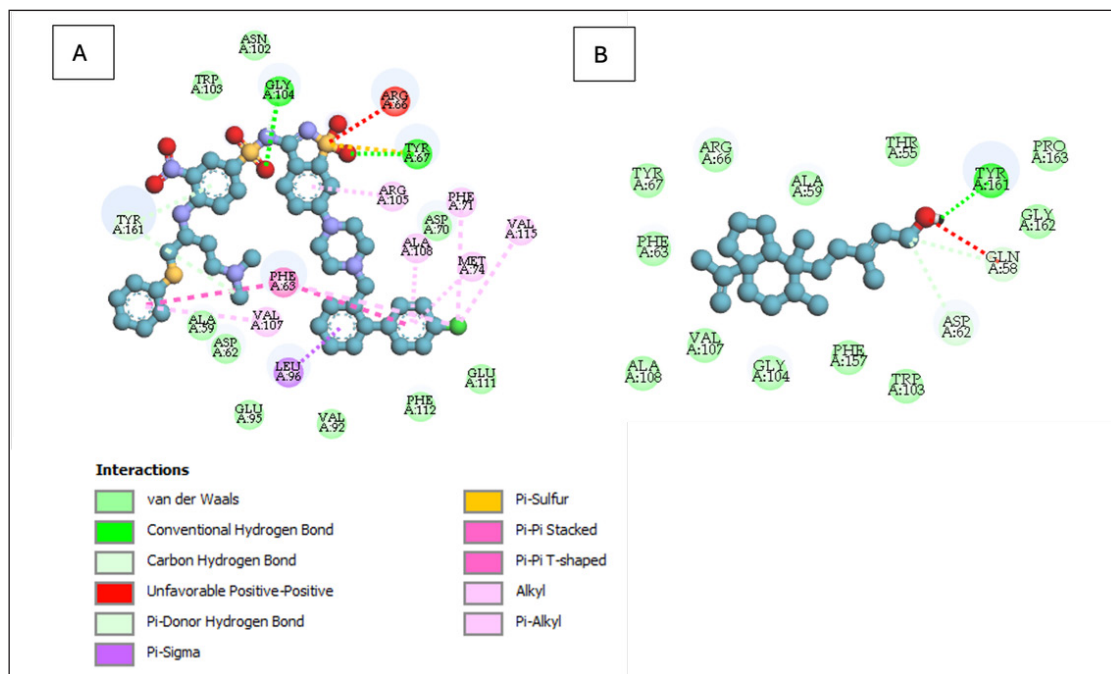 A
B
ASN
A:102
TRP
A:103
GLY
A:104
ARG
A:66
TYR
A:67
TYR
A:161
ARG
A:105
PHE
A:71
ASP
A:70
VAL
A:115
ALA
A:108
MET
A:74
PHE
A:63
VAL
A:107
ALA
A:59
ASP
A:62
LEU
A:96
GLU
A:111
PHE
A:112
GLU
A:95
VAL
A:92
ARG
A:66
THR
A:55
PRO
A:163
TYR
A:67
ALA
A:59
TYR
A:161
GLY
A:162
PHE
A:63
GLN
A:58
ASP
A:62
VAL
A:107
PHE
A:157
ALA
A:108
GLY
A:104
TRP
A:103
Interactions
van der Waals
Conventional Hydrogen Bond
Carbon Hydrogen Bond
Unfavorable Positive-Positive
Pi-Donor Hydrogen Bond
Pi-Sigma
Pi-Sulfur
Pi-Pi Stacked
Pi-Pi T-shaped
Alkyl
Pi-Alkyl